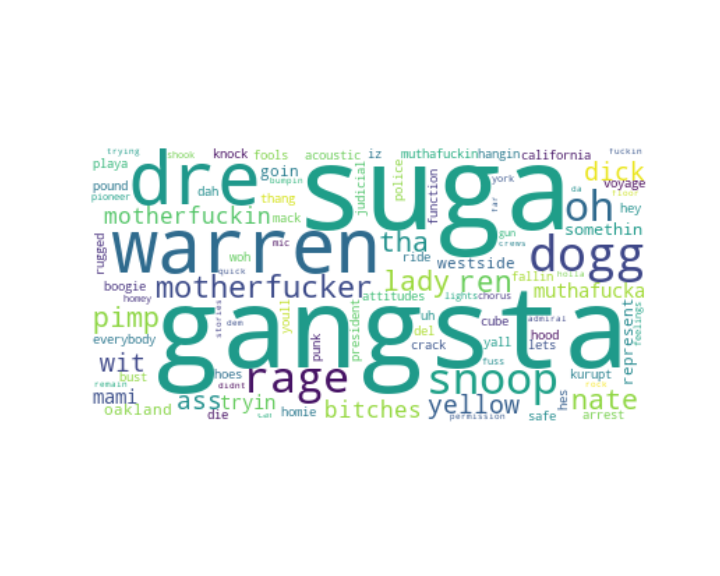 trying shook knock fools acoustic iz muthafuckin hangin california fuckin
playa dre goin suga police dick
pound pioneer dah bumpin judicial function york voyage
thang far da floor oh hey
motherfuckin mack gun somethin
rugged warren mic tha crews dogg
woh ride westside
boogie quick motherfucker lady ren fallin holla muthafucka
homey attitudes lights chorus
pimp gangsta stories dem youll president uh cube admiral represent feelings
everybody punk del crack yall hood lets
wit hoes rage fuss snoop kurupt
remain bust didnt rock
mami ass tryin bitches yellow hes nate
oakland die call homie permission safe arrest